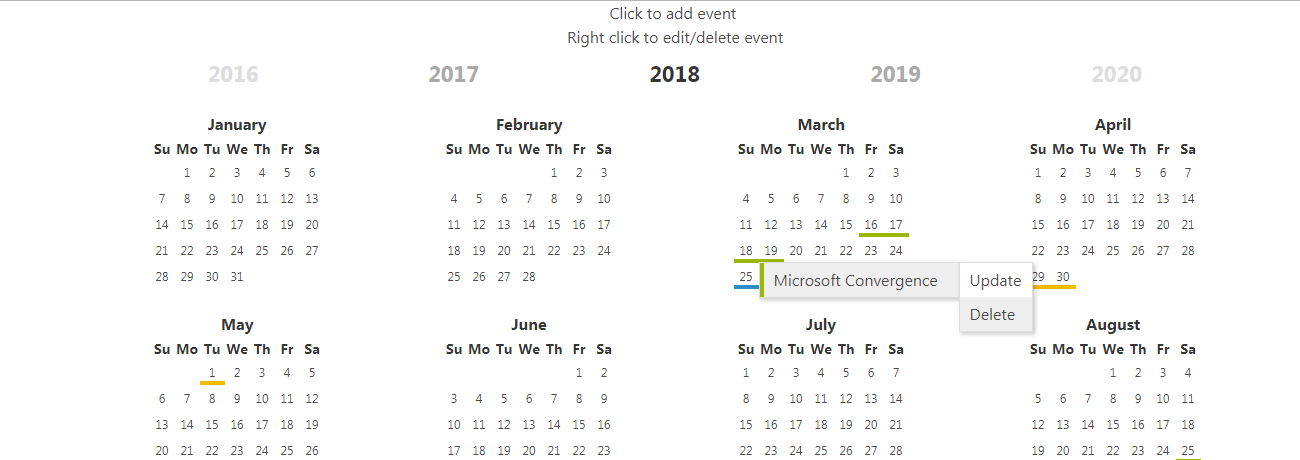 Click to add event
Right click to edit/delete event
2016 2017 2018 2019 2020
January February March April
Su Mo Tu We Th Fr Sa Su Mo Tu We Th Fr Sa Su Mo Tu We Th Fr Sa Su Mo Tu We Th Fr Sa
1 2 3 4 5 6 1 2 3 1 2 3 1 2 3 4 5 6 7
7 8 9 10 11 12 13 4 5 6 7 8 9 10 4 5 6 7 8 9 10 8 9 10 11 12 13 14
14 15 16 17 18 19 20 11 12 13 14 15 16 17 11 12 13 14 15 16 17 15 16 17 18 19 20 21
21 22 23 24 25 26 27 18 19 20 21 22 23 24 18 19 20 21 22 23 24 22 23 24 25 26 27 28
28 29 30 31 25 26 27 28 25 Microsoft Convergence Update 29 30
Delete
May June July August
Su Mo Tu We Th Fr Sa Su Mo Tu We Th Fr Sa Su Mo Tu We Th Fr Sa Su Mo Tu We Th Fr Sa
1 2 3 4 5 1 2 1 2 3 4 5 6 7 1 2 3 4
6 7 8 9 10 11 12 3 4 5 6 7 8 9 8 9 10 11 12 13 14 5 6 7 8 9 10 11
13 14 15 16 17 18 19 10 11 12 13 14 15 16 15 16 17 18 19 20 21 12 13 14 15 16 17 18
20 21 22 23 24 25 26 17 18 19 20 21 22 23 22 23 24 25 26 27 28 19 20 21 22 23 24 25